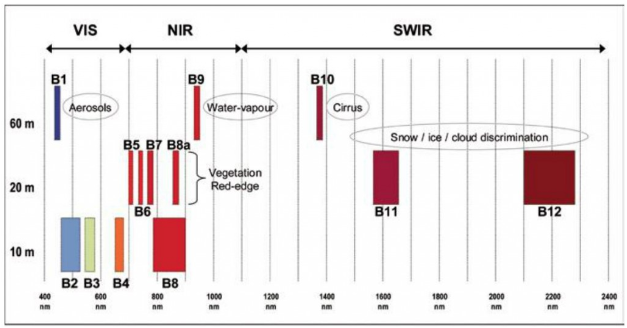 VIS NIR SWIR
B1 B9 B10
Aerosols Water-vapour Cirrus
60 m
Snow / ice / cloud discrimination
B5 B7 B8a
Vegetation
Red-edge
20 m
B6 B11 B12
10 m
B2 B3 B4 B8
400 600 800 1000 1200 1400 1600 1800 2000 2200 2400
nm nm nm nm nm nm nm nm nm nm nm